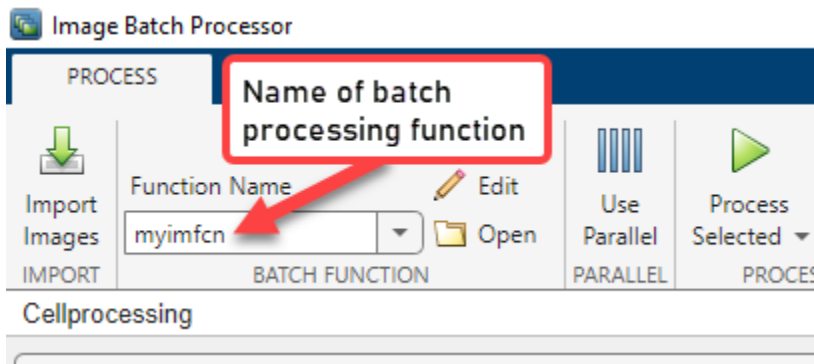 Image Batch Processor
PROCESS
Name of batch
processing function
Import
Images
Function Name
Edit
myimfcn
Open
Use
Parallel
Process
Selected
IMPORT
BATCH FUNCTION
PARALLEL
PROCES
Cellprocessing